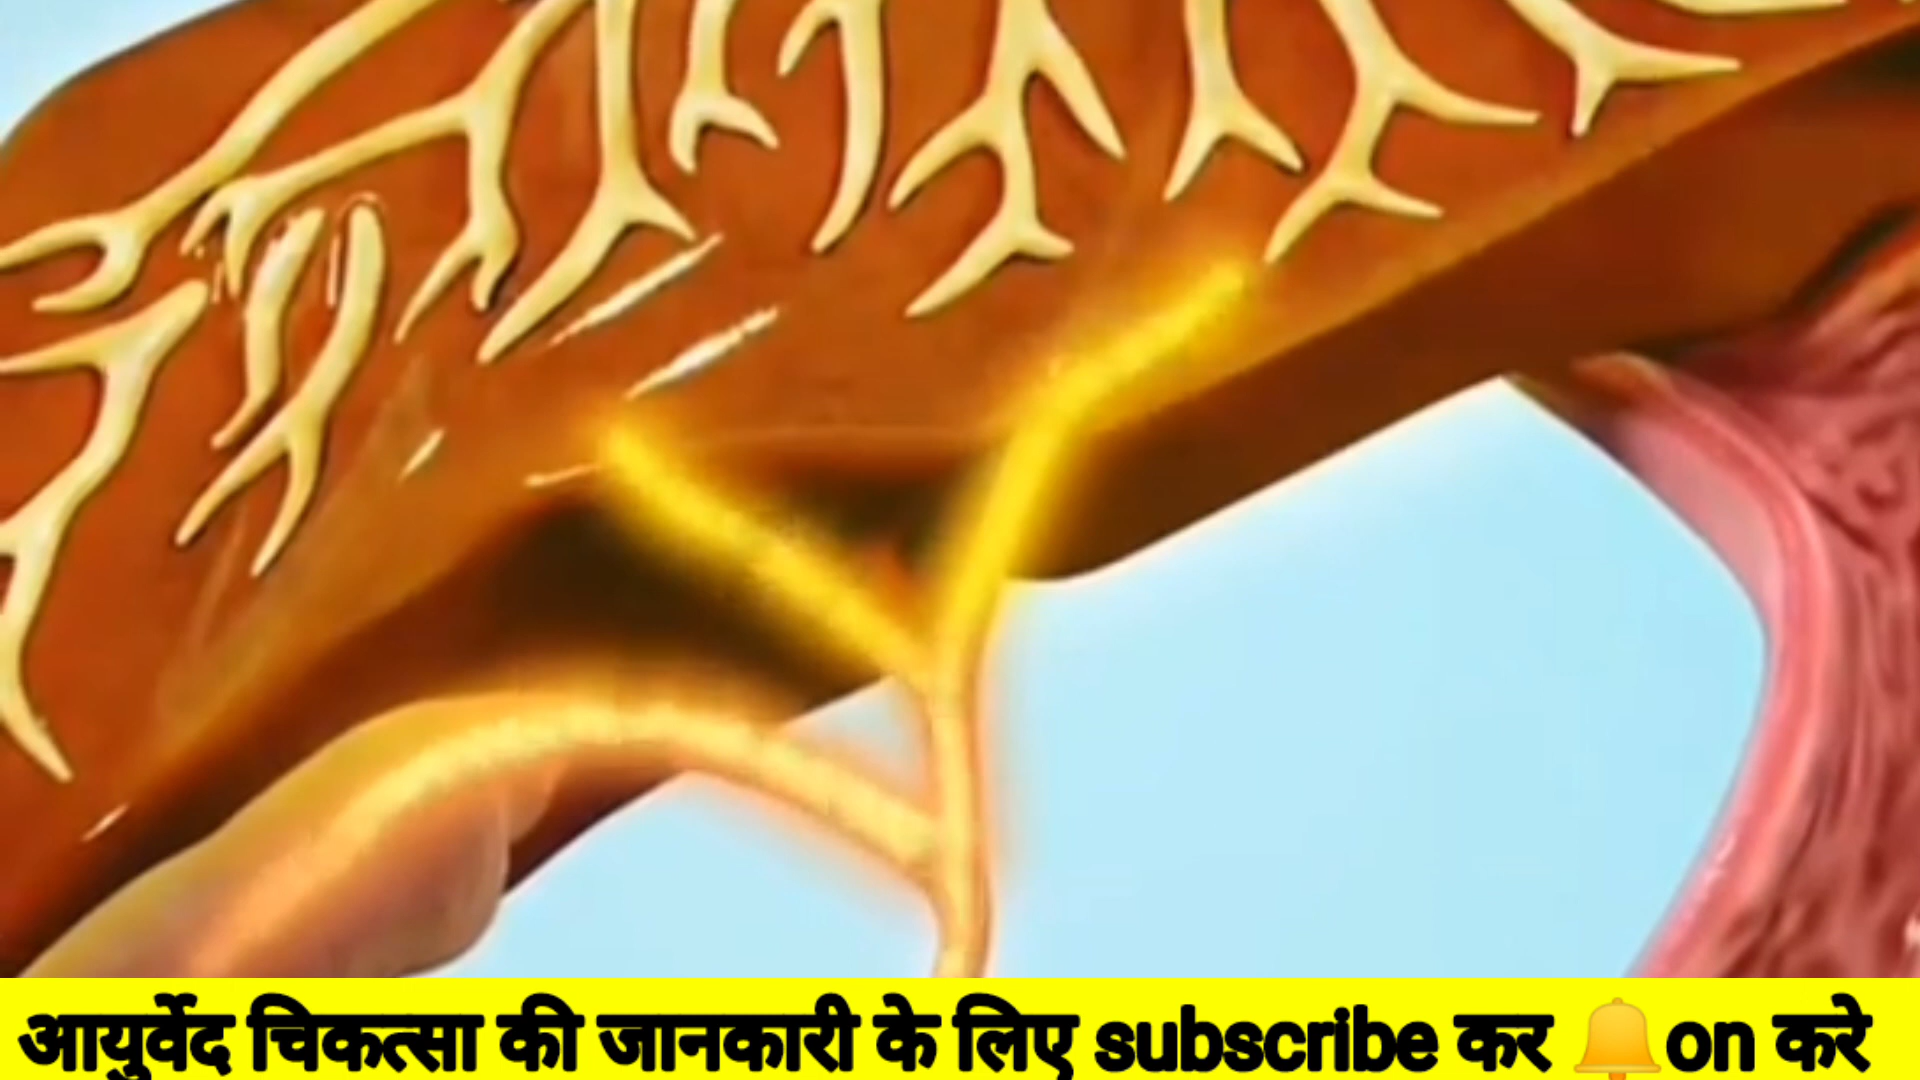 आयुर्वेद चिकत्सा की जानकारी के लिए subscribe कर 🔔on करे